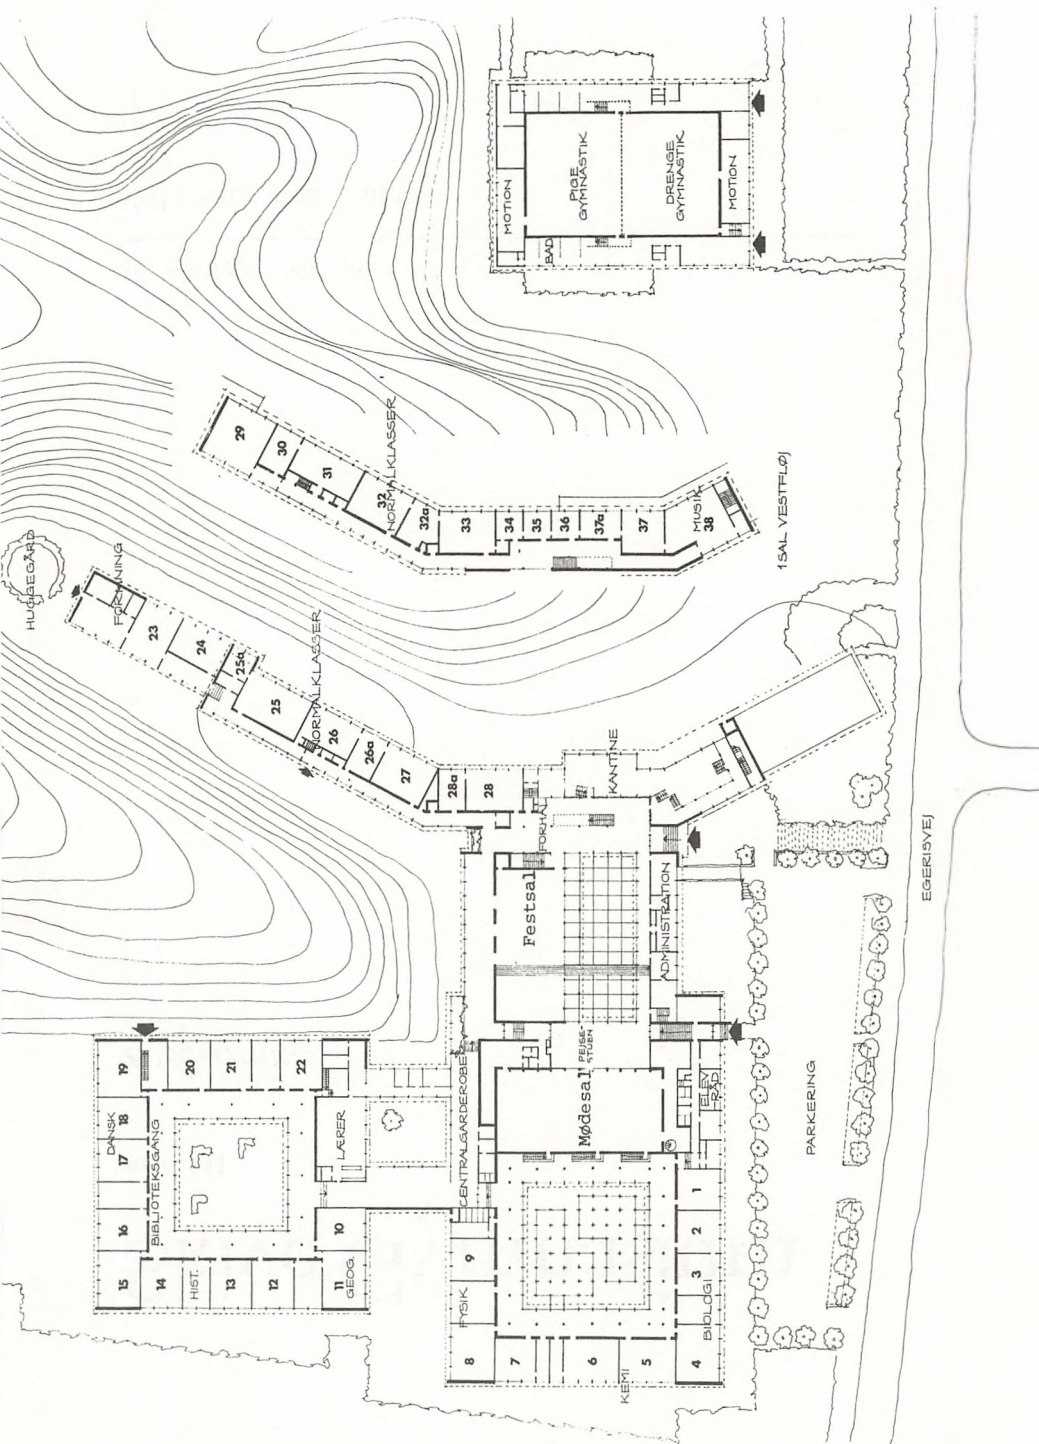 HUGGEGÅRD
FORMNING
23
24
25a
25
NORMALKLASSER
26
26a
27
28a
28
29
30
31
32
NORMALKLASSER
32a
33
34
35
36
37a
37
MUSIK
38
1SAL VESTFLØJ
MOTION
BAD
PIGE
GYMNASTIK
DRENGE
GYMNASTIK
MOTION
15
16
17
DANSK
18
19
BIBLIOTEKSGANG
14
HIST.
13
12
11
GEOG.
10
LÆRER
20
21
22
CENTRALGARDEROBE
FYSIK
8
9
7
6
5
KEMI
4
3
BIOLOGI
2
1
Mødesal
PEJSE-
STUEN
ELEV
RÅD
Festsal
FORHAL
KANTINE
ADMINISTRATION
PARKERING
EGERISVEJ